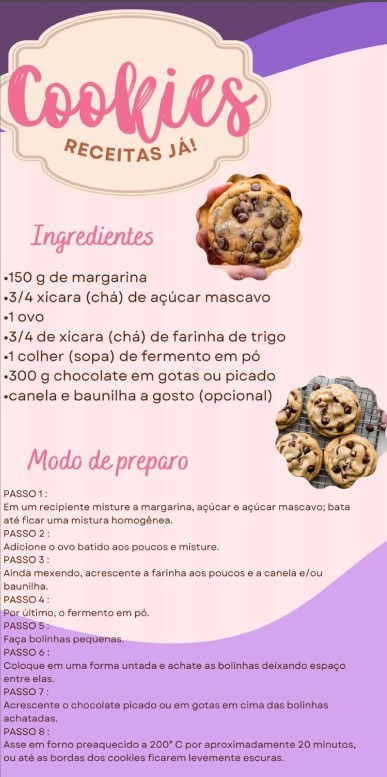 Cookies
RECEITAS JÁ!
Ingredientes
•150 g de margarina
•3/4 xícara (chá) de açúcar mascavo
•1 ovo
•3/4 de xícara (chá) de farinha de trigo
•1 colher (sopa) de fermento em pó
•300 g chocolate em gotas ou picado
•canela e baunilha a gosto (opcional)
Modo de preparo
PASSO 1 :
Em um recipiente misture a margarina, açúcar e açúcar mascavo; bata
até ficar uma mistura homogênea.
PASSO 2 :
Adicione o ovo batido aos poucos e misture.
PASSO 3 :
Ainda mexendo, acrescente a farinha aos poucos e a canela e/ou
baunilha.
PASSO 4 :
Por último, o fermento em pó.
PASSO 5 :
Faça bolinhas pequenas.
PASSO 6 :
Coloque em uma forma untada e achate as bolinhas deixando espaço
entre elas.
PASSO 7 :
Acrescente o chocolate picado ou em gotas em cima das bolinhas
achatadas.
PASSO 8 :
Asse em forno preaquecido a 200° C por aproximadamente 20 minutos,
ou até as bordas dos cookies ficarem levemente escuras.